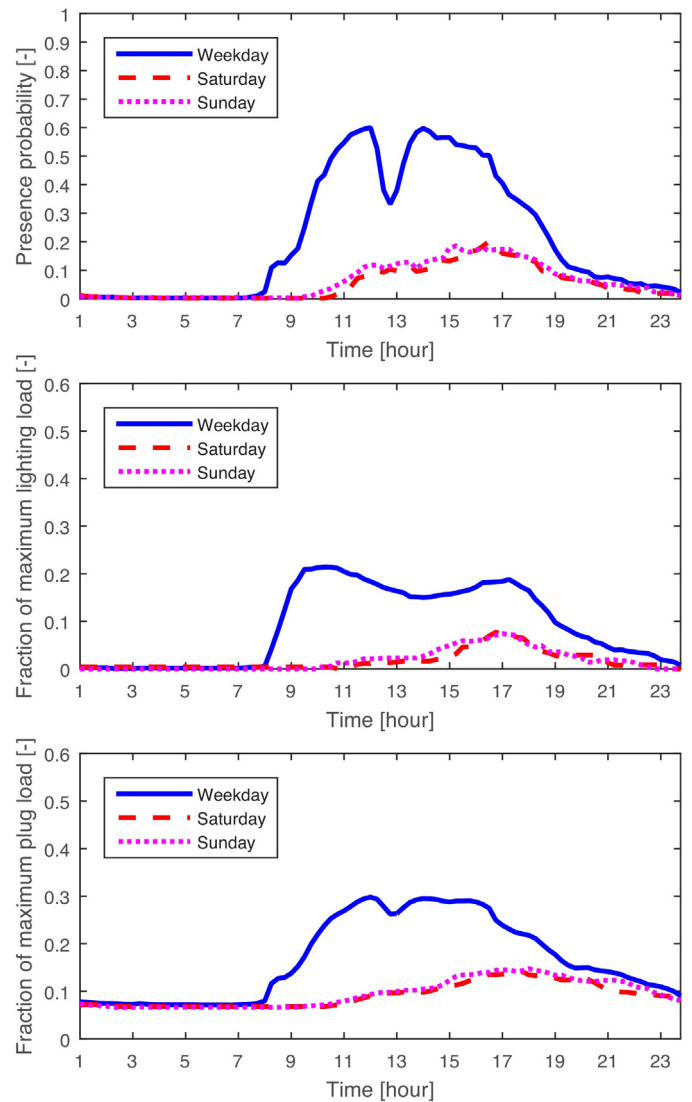 Presence probability [-]
1
0.9
0.8
0.7
0.6
0.5
0.4
0.3
0.2
0.1
0
Weekday
Saturday
Sunday
1 3 5 7 9 11 13 15 17 19 21 23
Time [hour]
Fraction of maximum lighting load [-]
0.6
0.5
0.4
0.3
0.2
0.1
0
Weekday
Saturday
Sunday
1 3 5 7 9 11 13 15 17 19 21 23
Time [hour]
Fraction of maximum plug load [-]
0.6
0.5
0.4
0.3
0.2
0.1
0
Weekday
Saturday
Sunday
1 3 5 7 9 11 13 15 17 19 21 23
Time [hour]